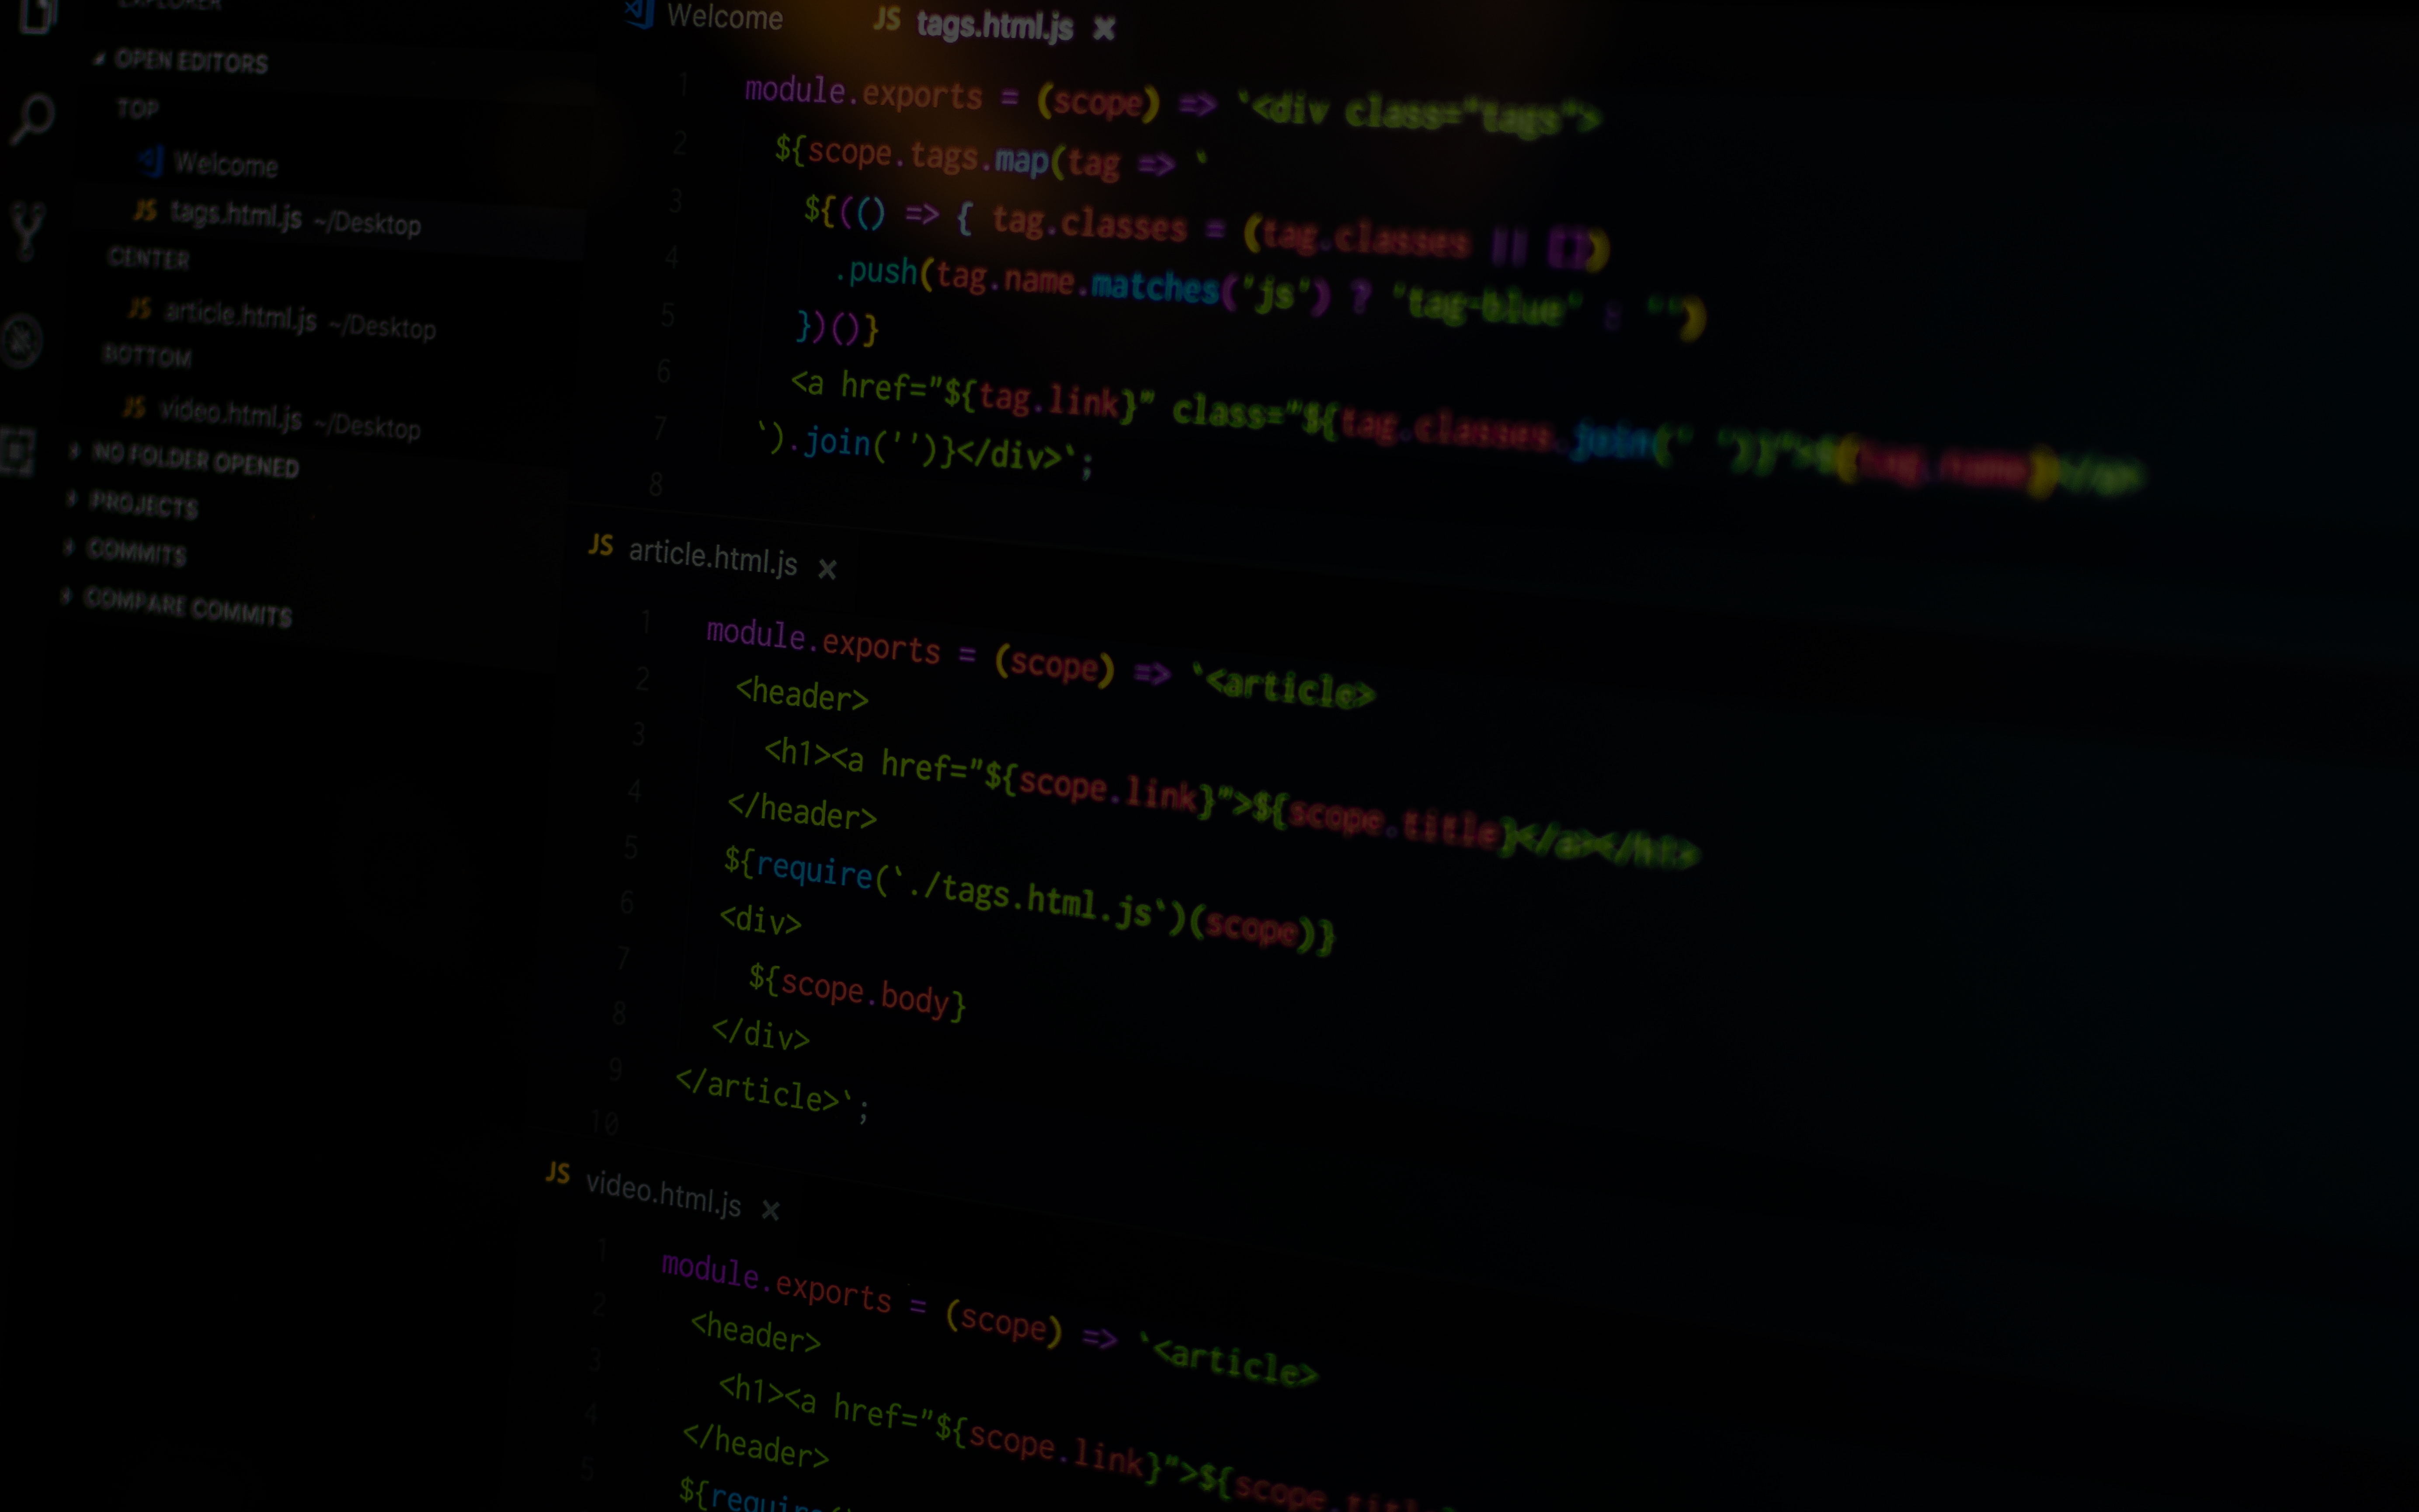 EXPLORER
OPEN EDITORS
TOP
Welcome
tags.html.js ~/Desktop
CENTER
article.html.js ~/Desktop
BOTTOM
video.html.js ~/Desktop
NO FOLDER OPENED
PROJECTS
COMMITS
COMPARE COMMITS
Welcome JS tags.html.js ×
1 module.exports = (scope) => `<div class="tags">
2 ${scope.tags.map(tag => `
3 ${(() => { tag.classes = (tag.classes || [])
4 .push(tag.name.matches('js') ? 'tag-blue' : '')
5 })()}
6 <a href="${tag.link}" class="${tag.classes.join(' ')}">${tag.name}</a>
7 `).join('')}</div>`;
8
JS article.html.js ×
1 module.exports = (scope) => `<article>
2 <header>
3 <h1><a href="${scope.link}">${scope.title}</a></h1>
4 </header>
5 ${require(`./tags.html.js`)(scope)}
6 <div>
7 ${scope.body}
8 </div>
9 </article>`;
10
JS video.html.js ×
1 module.exports = (scope) => `<article>
2 <header>
3 <h1><a href="${scope.link}">${scope.title
4 </header>
5 ${require(`